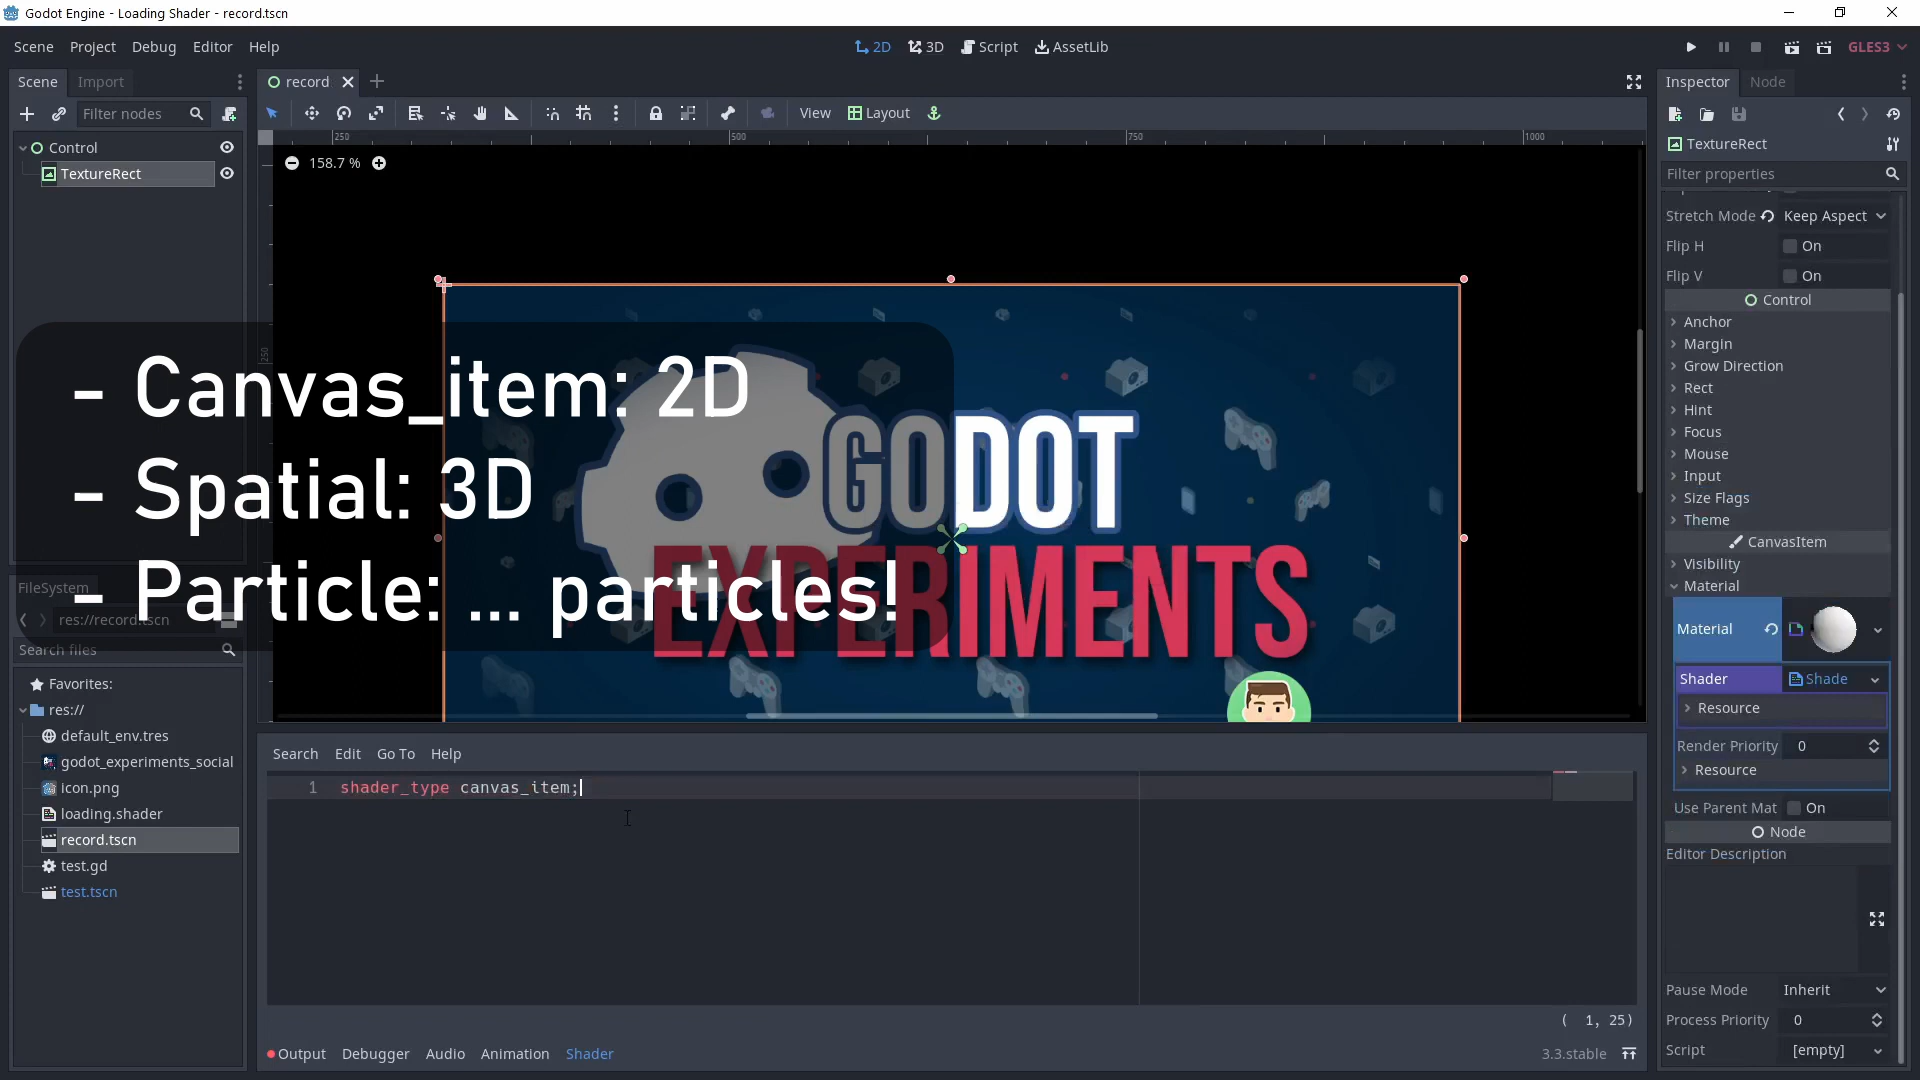 Godot Engine - Loading Shader - record.tscn
Scene Project Debug Editor Help
2D 3D Script AssetLib
GLES3
Scene Import
record
Inspector Node
Filter nodes
View Layout
250 500 750 1000
Control
TextureRect
158.7 %
250
TextureRect
Filter properties
Stretch Mode Keep Aspect
Flip H On
Flip V On
Control
Anchor
Margin
Grow Direction
Rect
Hint
Focus
Mouse
Input
Size Flags
Theme
CanvasItem
Visibility
Material
Material
Shader Shade
Resource
Render Priority 0
Resource
Use Parent Mat On
Node
Editor Description
Pause Mode Inherit
Process Priority 0
Script [empty]
- Canvas_item: 2D
- Spatial: 3D
- Particle: ... particles!
GODOT
EXPERIMENTS
FileSystem
res://record.tscn
Search files
Favorites:
res://
default_env.tres
godot_experiments_social
icon.png
loading.shader
record.tscn
test.gd
test.tscn
Search Edit Go To Help
1 shader_type canvas_item;
( 1, 25)
Output Debugger Audio Animation Shader
3.3.stable